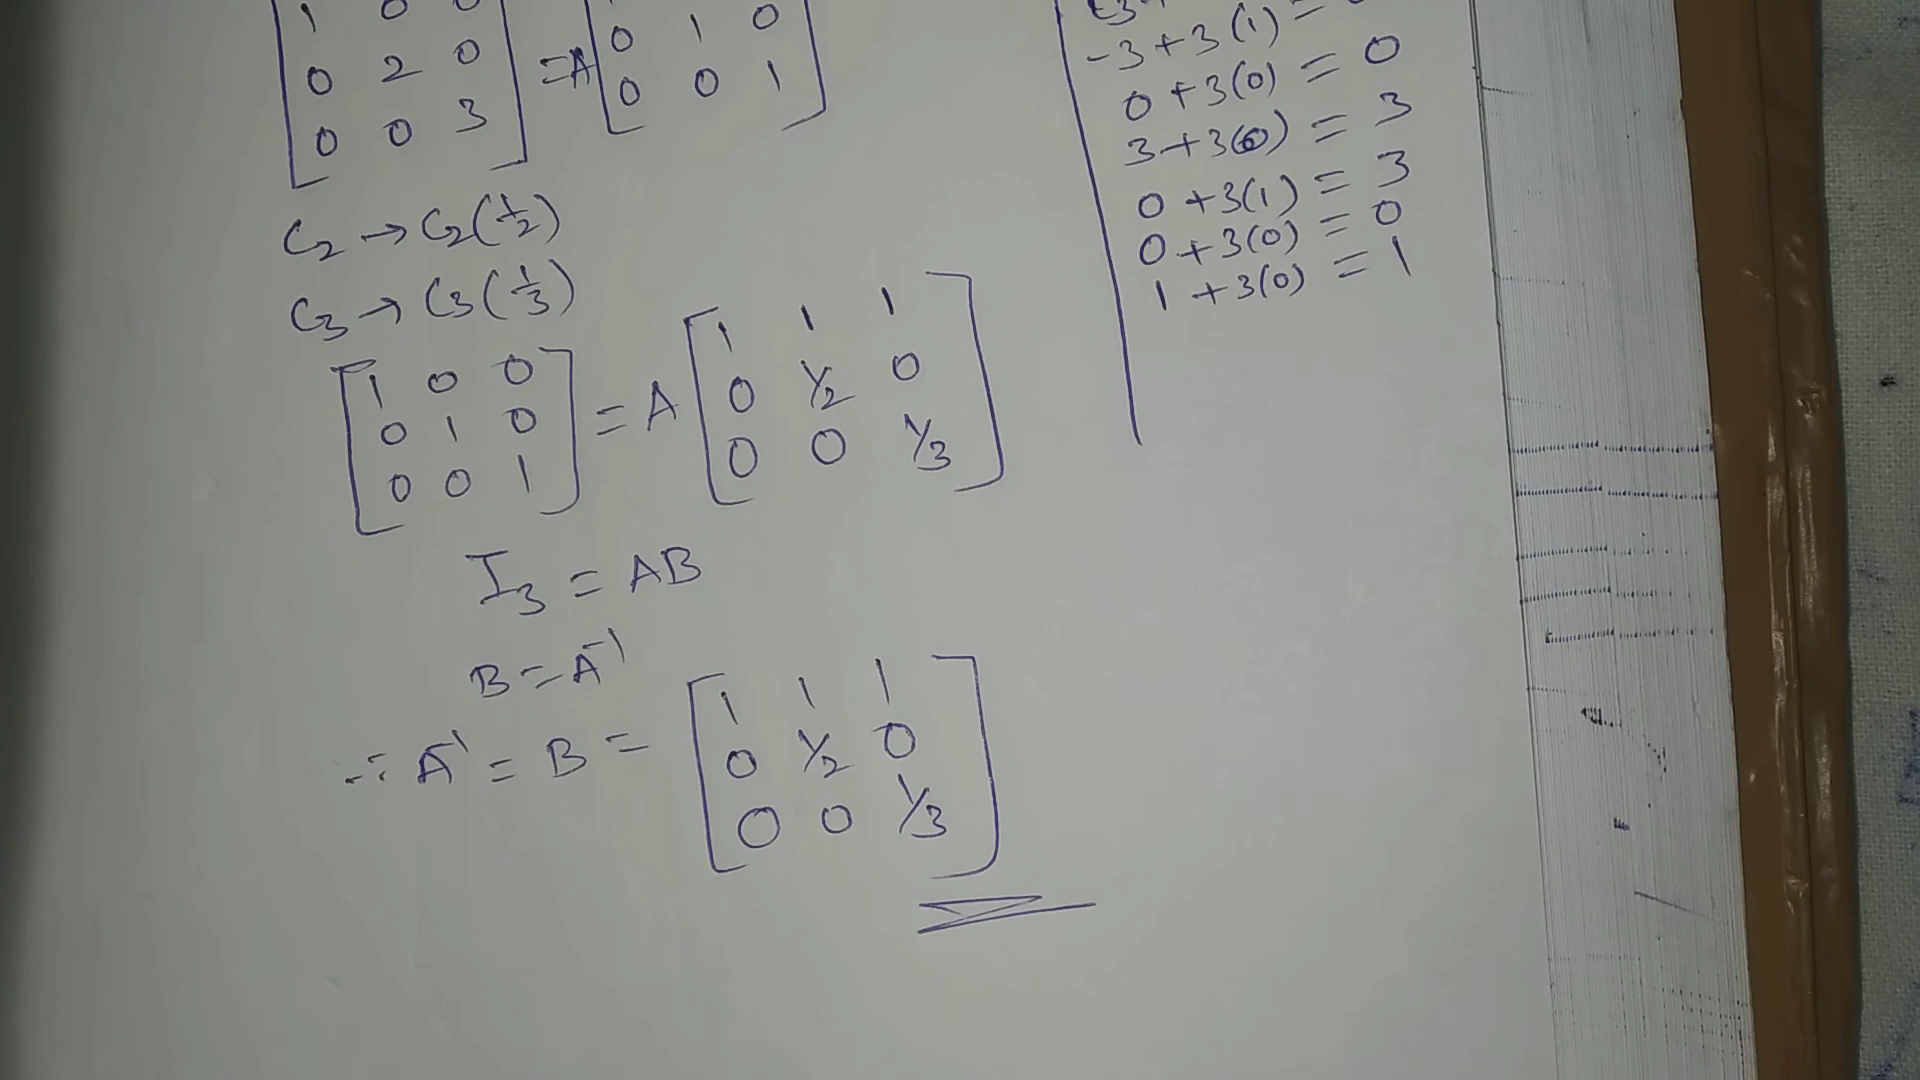 1 0 0
0 2 0 = A 0 1 0
0 0 3 0 0 1
C₂ → C₂(1/2)
C₃ → C₃(1/3)
1 0 0 1 1 1
0 1 0 = A 0 1/2 0
0 0 1 0 0 1/3
I₃ = AB
B = A⁻¹
∴ A⁻¹ = B = 1 1 1
0 1/2 0
0 0 1/3
-3+3(1) =
0+3(0) = 0
3+3(0) = 3
0+3(1) = 3
0+3(0) = 0
1+3(0) = 1